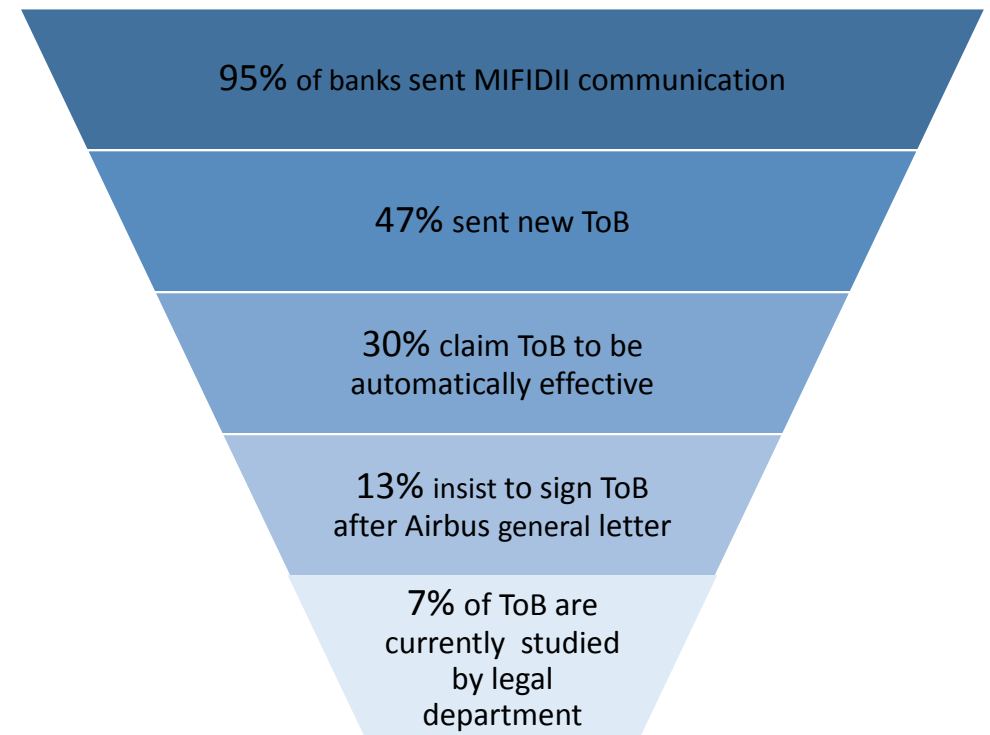 95% of banks sent MIFIDII communication
47% sent new ToB
30% claim ToB to be
automatically effective
13% insist to sign ToB
after Airbus general letter
7% of ToB are
currently studied
by legal
department